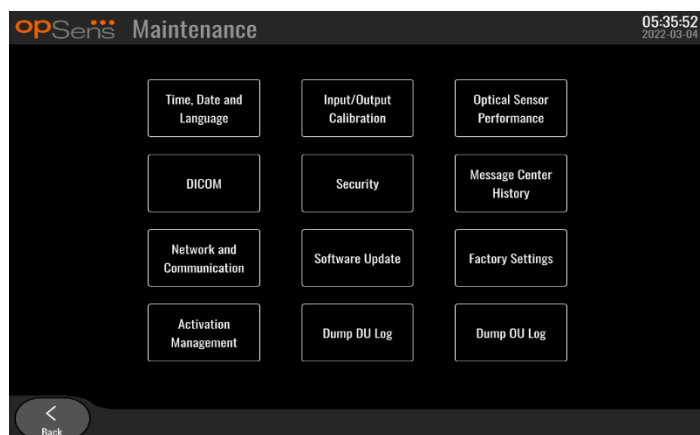 opSens Maintenance
05:35:52
2022-03-04
Time, Date and
Language
Input/Output
Calibration
Optical Sensor
Performance
DICOM
Security
Message Center
History
Network and
Communication
Software Update
Factory Settings
Activation
Management
Dump DU Log
Dump OU Log
Back